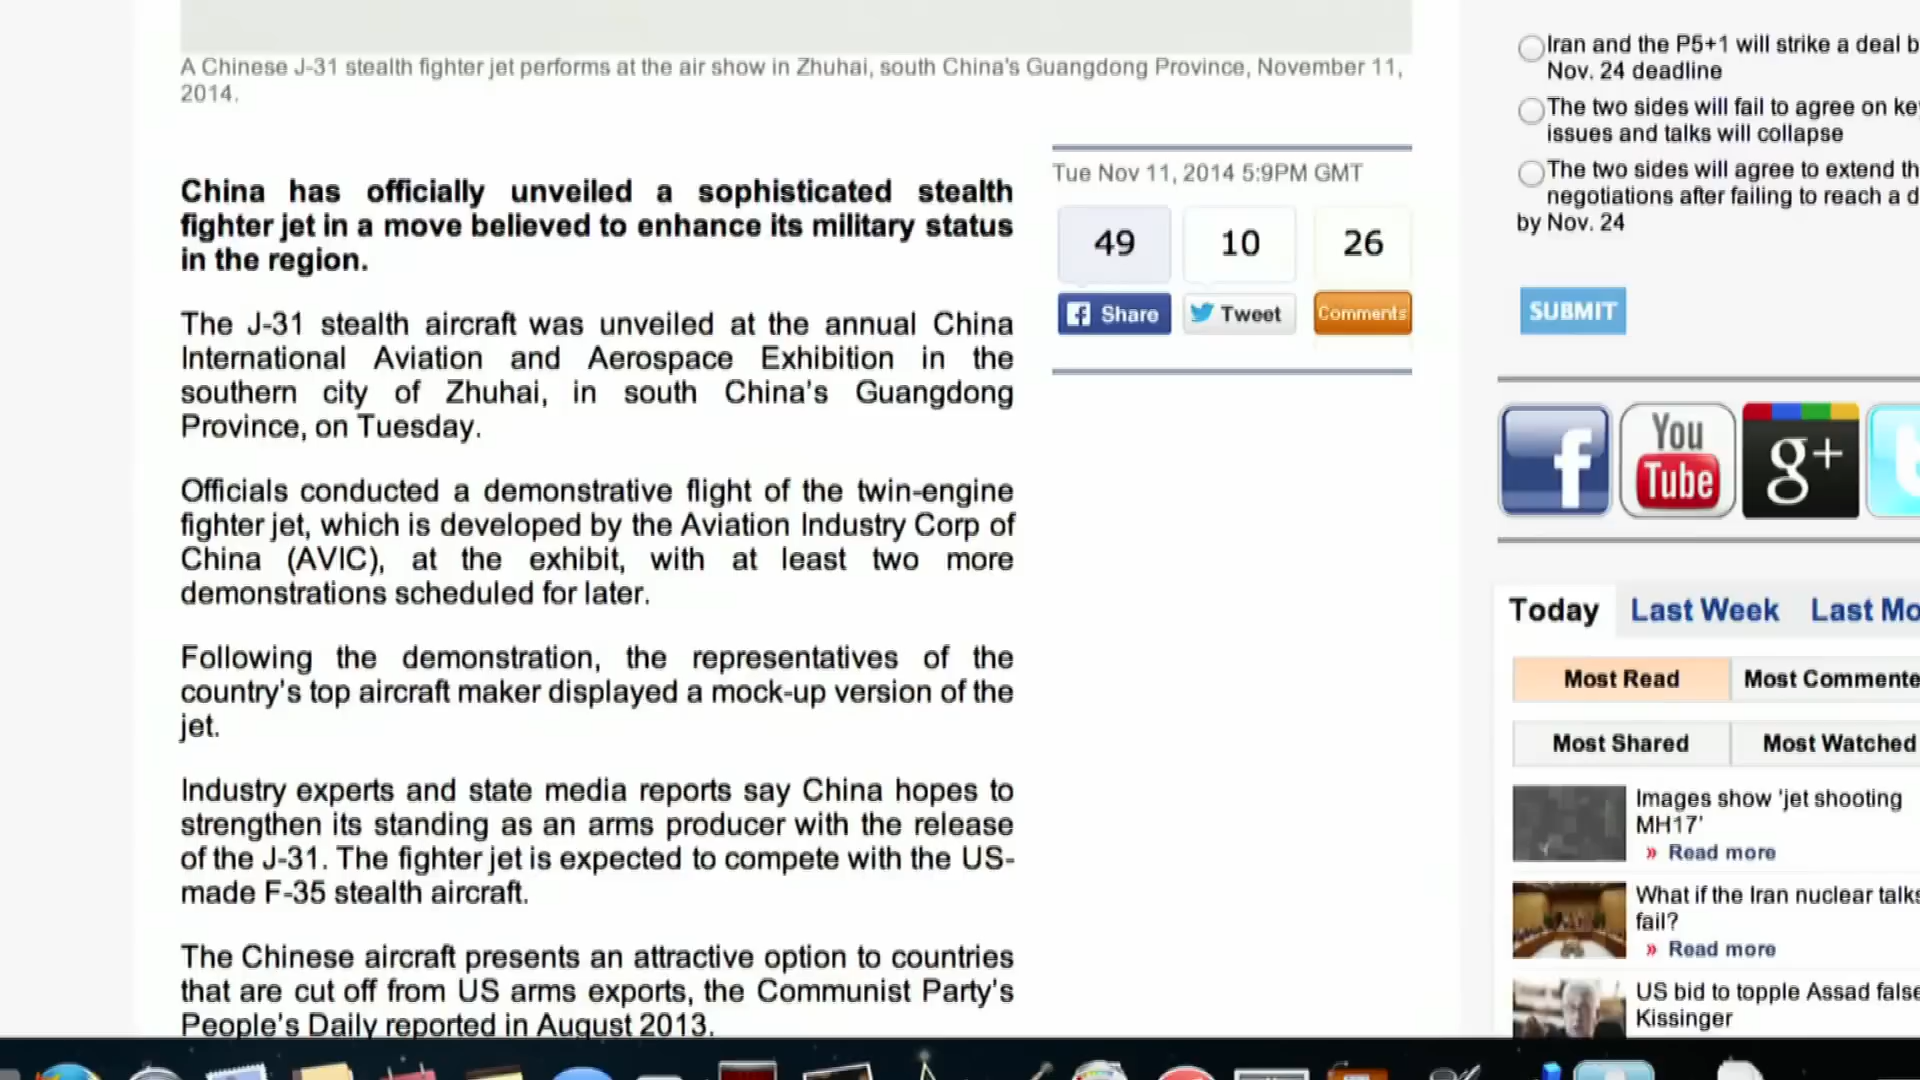 A Chinese J-31 stealth fighter jet performs at the air show in Zhuhai, south China's Guangdong Province, November 11,
2014.
China has officially unveiled a sophisticated stealth
fighter jet in a move believed to enhance its military status
in the region.
The J-31 stealth aircraft was unveiled at the annual China
International Aviation and Aerospace Exhibition in the
southern city of Zhuhai, in south China's Guangdong
Province, on Tuesday.
Officials conducted a demonstrative flight of the twin-engine
fighter jet, which is developed by the Aviation Industry Corp of
China (AVIC), at the exhibit, with at least two more
demonstrations scheduled for later.
Following the demonstration, the representatives of the
country's top aircraft maker displayed a mock-up version of the
jet.
Industry experts and state media reports say China hopes to
strengthen its standing as an arms producer with the release
of the J-31. The fighter jet is expected to compete with the US-
made F-35 stealth aircraft.
The Chinese aircraft presents an attractive option to countries
that are cut off from US arms exports, the Communist Party's
People's Daily reported in August 2013.
Tue Nov 11, 2014 5:9PM GMT
49 10 26
Share Tweet Comments
Iran and the P5+1 will strike a deal b
Nov. 24 deadline
The two sides will fail to agree on ke
issues and talks will collapse
The two sides will agree to extend th
negotiations after failing to reach a d
by Nov. 24
SUBMIT
f You Tube g+ t
Today Last Week Last Mo
Most Read Most Commente
Most Shared Most Watched
Images show 'jet shooting
MH17'
» Read more
What if the Iran nuclear talks
fail?
» Read more
US bid to topple Assad false
Kissinger